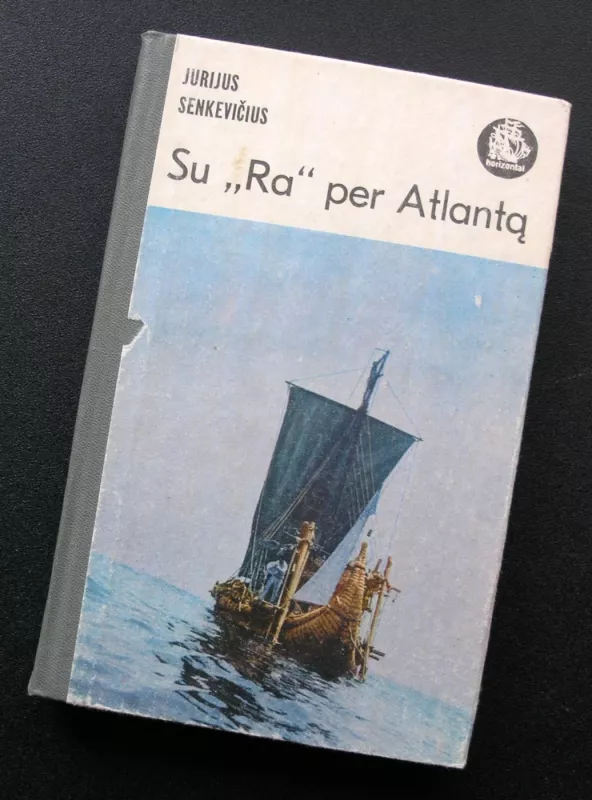 JURIJUS
SENKEVIČIUS
horizontai
Su „Ra“ per Atlantą